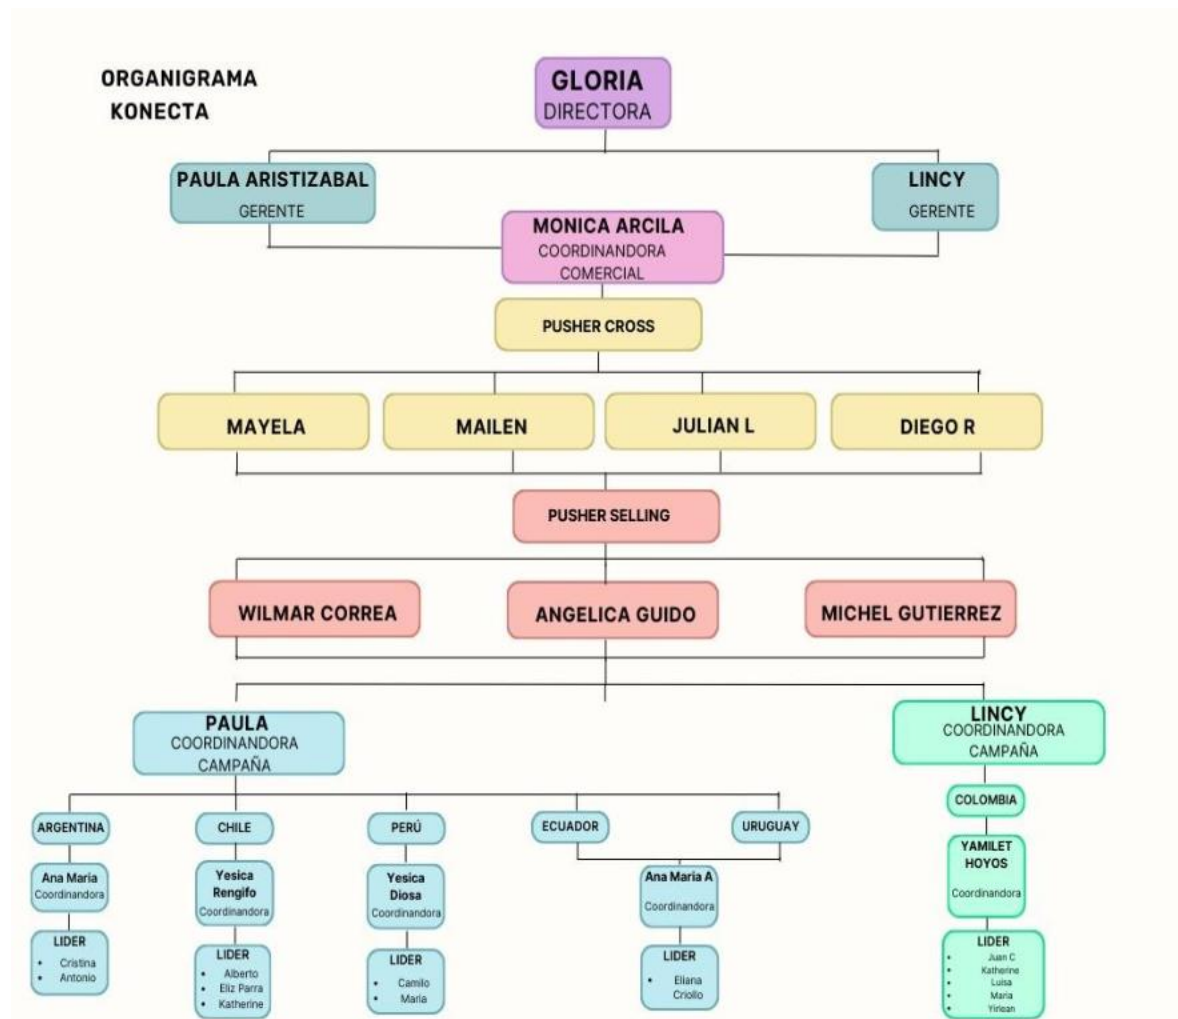 ORGANIGRAMA
KONECTA
GLORIA
DIRECTORA
PAULA ARISTIZABAL
GERENTE
LINCY
GERENTE
MONICA ARCILA
COORDINANDORA
COMERCIAL
PUSHER CROSS
MAYELA
MAILEN
JULIAN L
DIEGO R
PUSHER SELLING
WILMAR CORREA
ANGELICA GUIDO
MICHEL GUTIERREZ
PAULA
COORDINANDORA
CAMPAÑA
LINCY
COORDINANDORA
CAMPAÑA
ARGENTINA
CHILE
PERÚ
ECUADOR
URUGUAY
COLOMBIA
Ana Maria
Coordinandora
Yesica
Rengifo
Coordinandora
Yesica
Diosa
Coordinandora
Ana Maria A
Coordinandora
YAMILET
HOYOS
Coordinandora
LIDER
• Cristina
• Antonio
LIDER
• Alberto
• Eliz Parra
• Katherine
LIDER
• Camilo
• Maria
LIDER
• Eliana
Criollo
LIDER
• Juan C
• Katherine
• Luisa
• Maria
• Yirlean